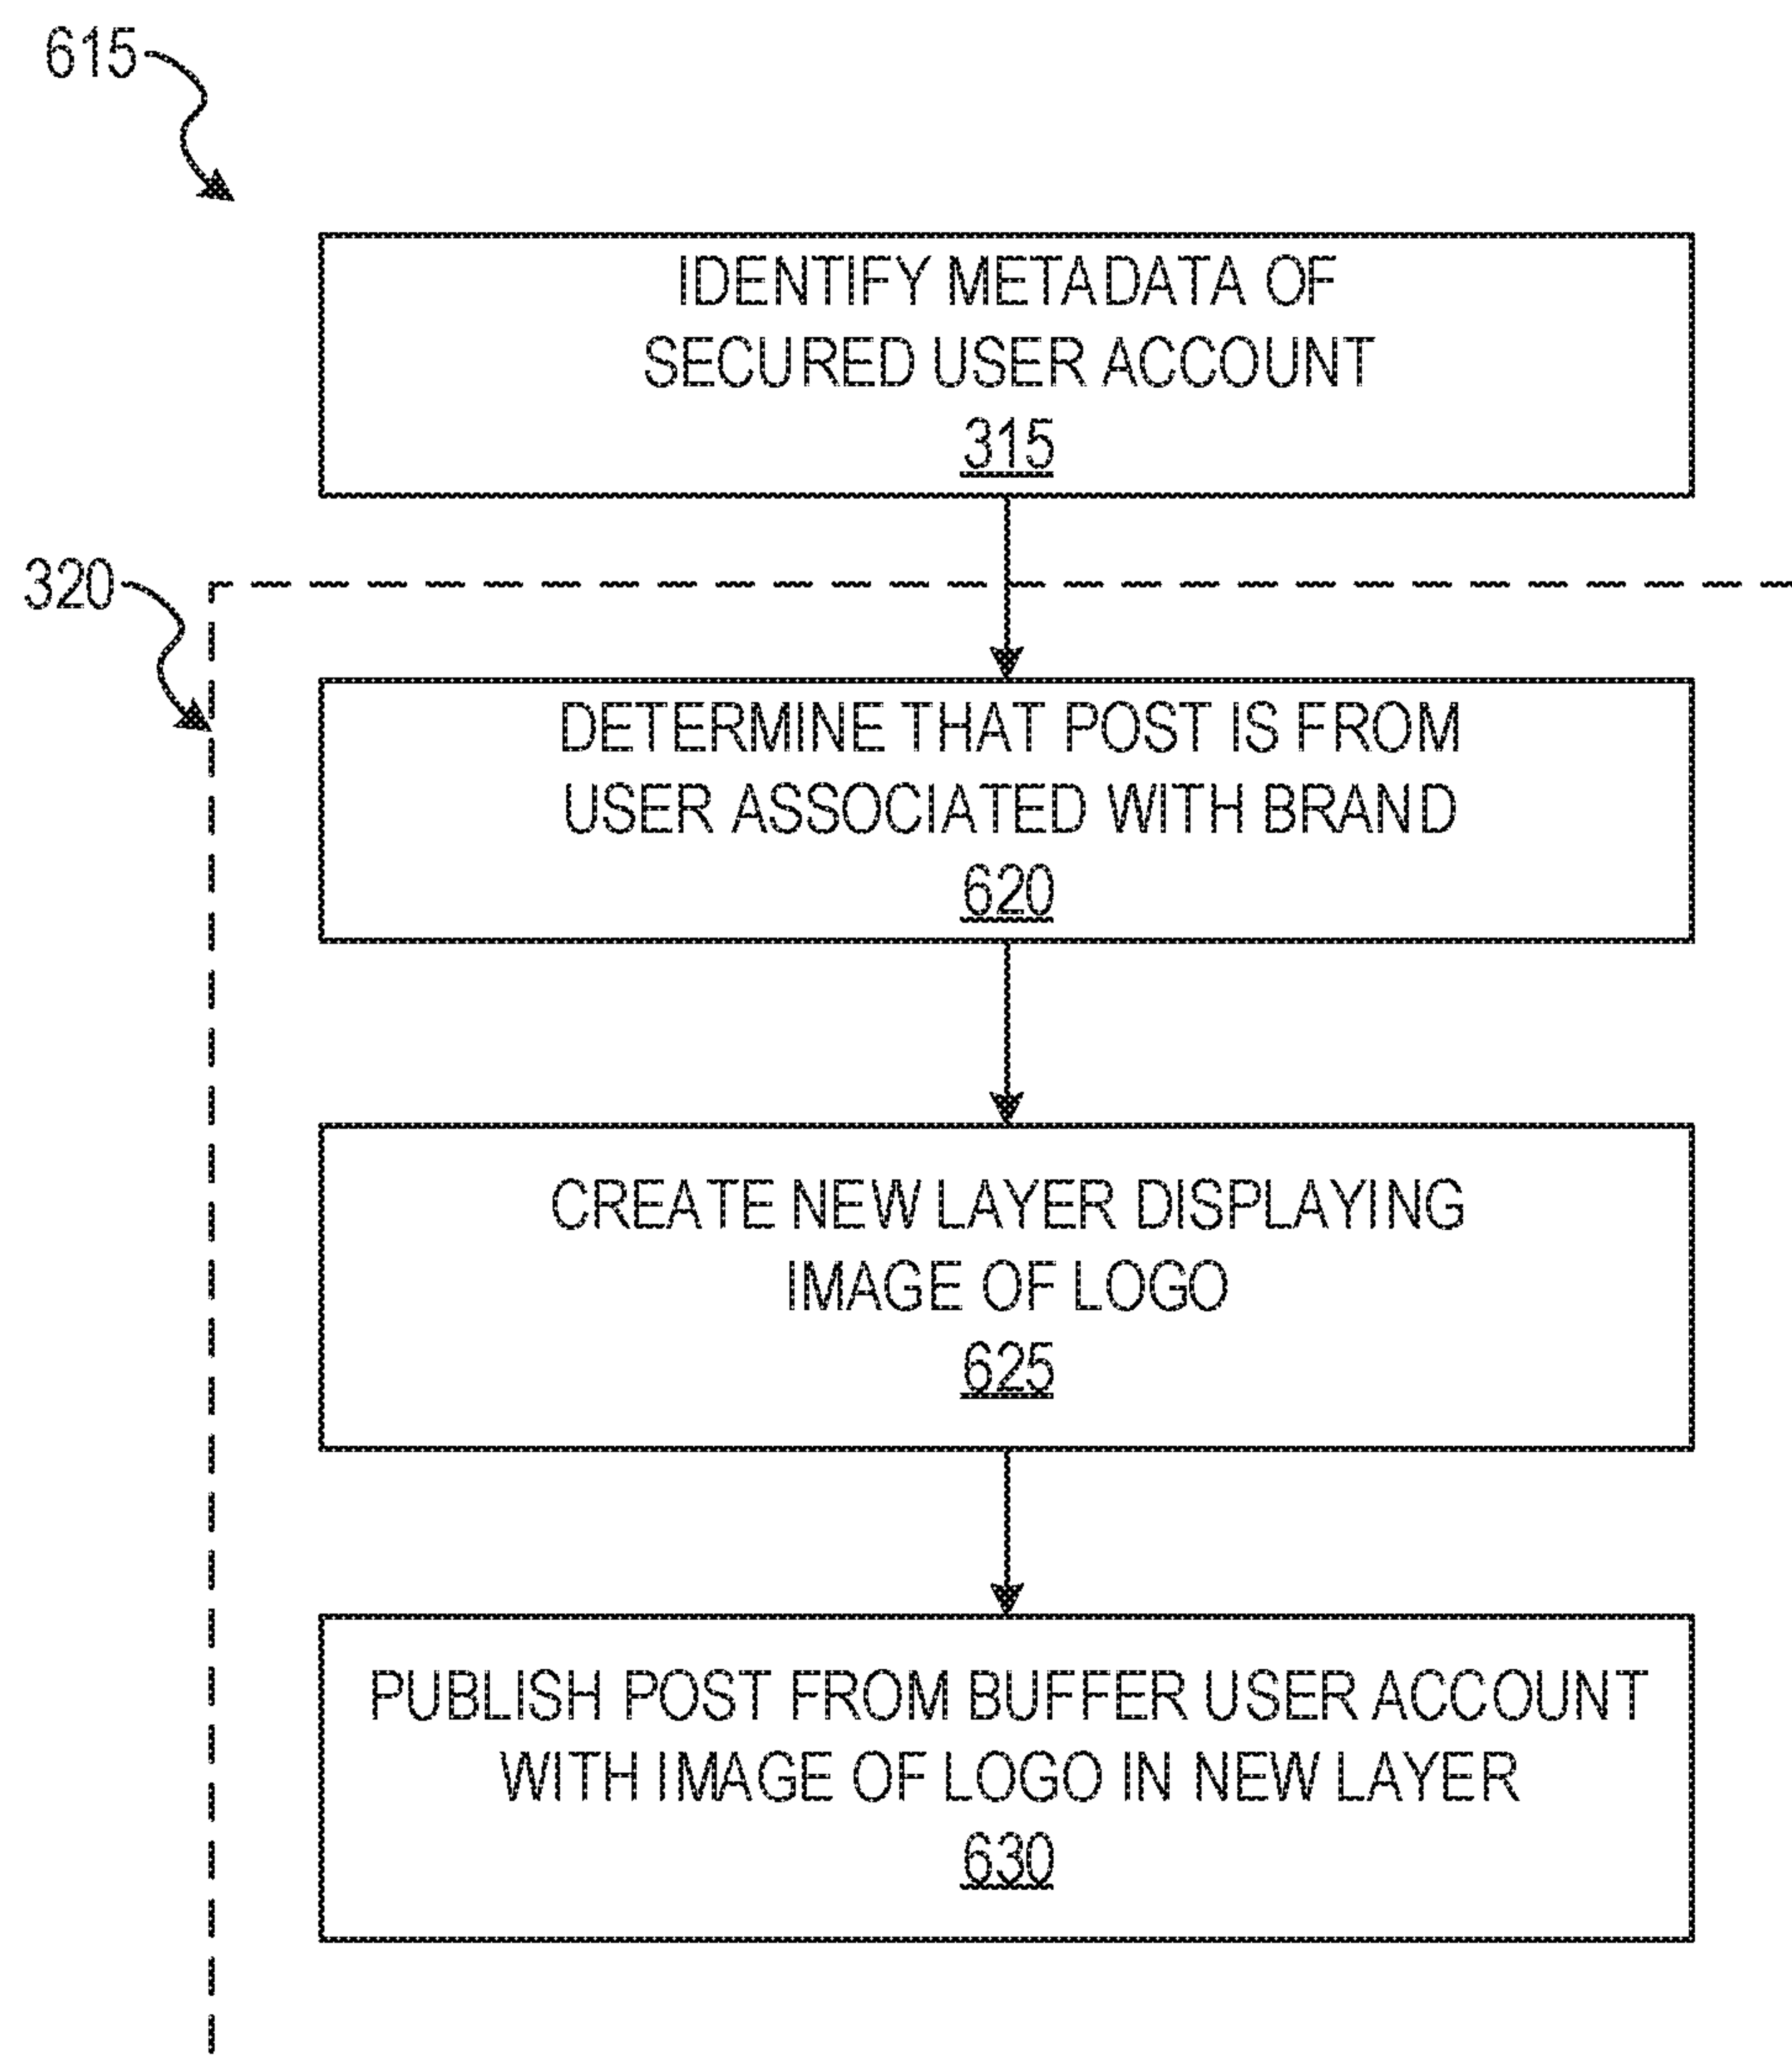 615
IDENTIFY METADATA OF
SECURED USER ACCOUNT
315
320
DETERMINE THAT POST IS FROM
USER ASSOCIATED WITH BRAND
620
CREATE NEW LAYER DISPLAYING
IMAGE OF LOGO
625
PUBLISH POST FROM BUFFER USER ACCOUNT
WITH IMAGE OF LOGO IN NEW LAYER
630